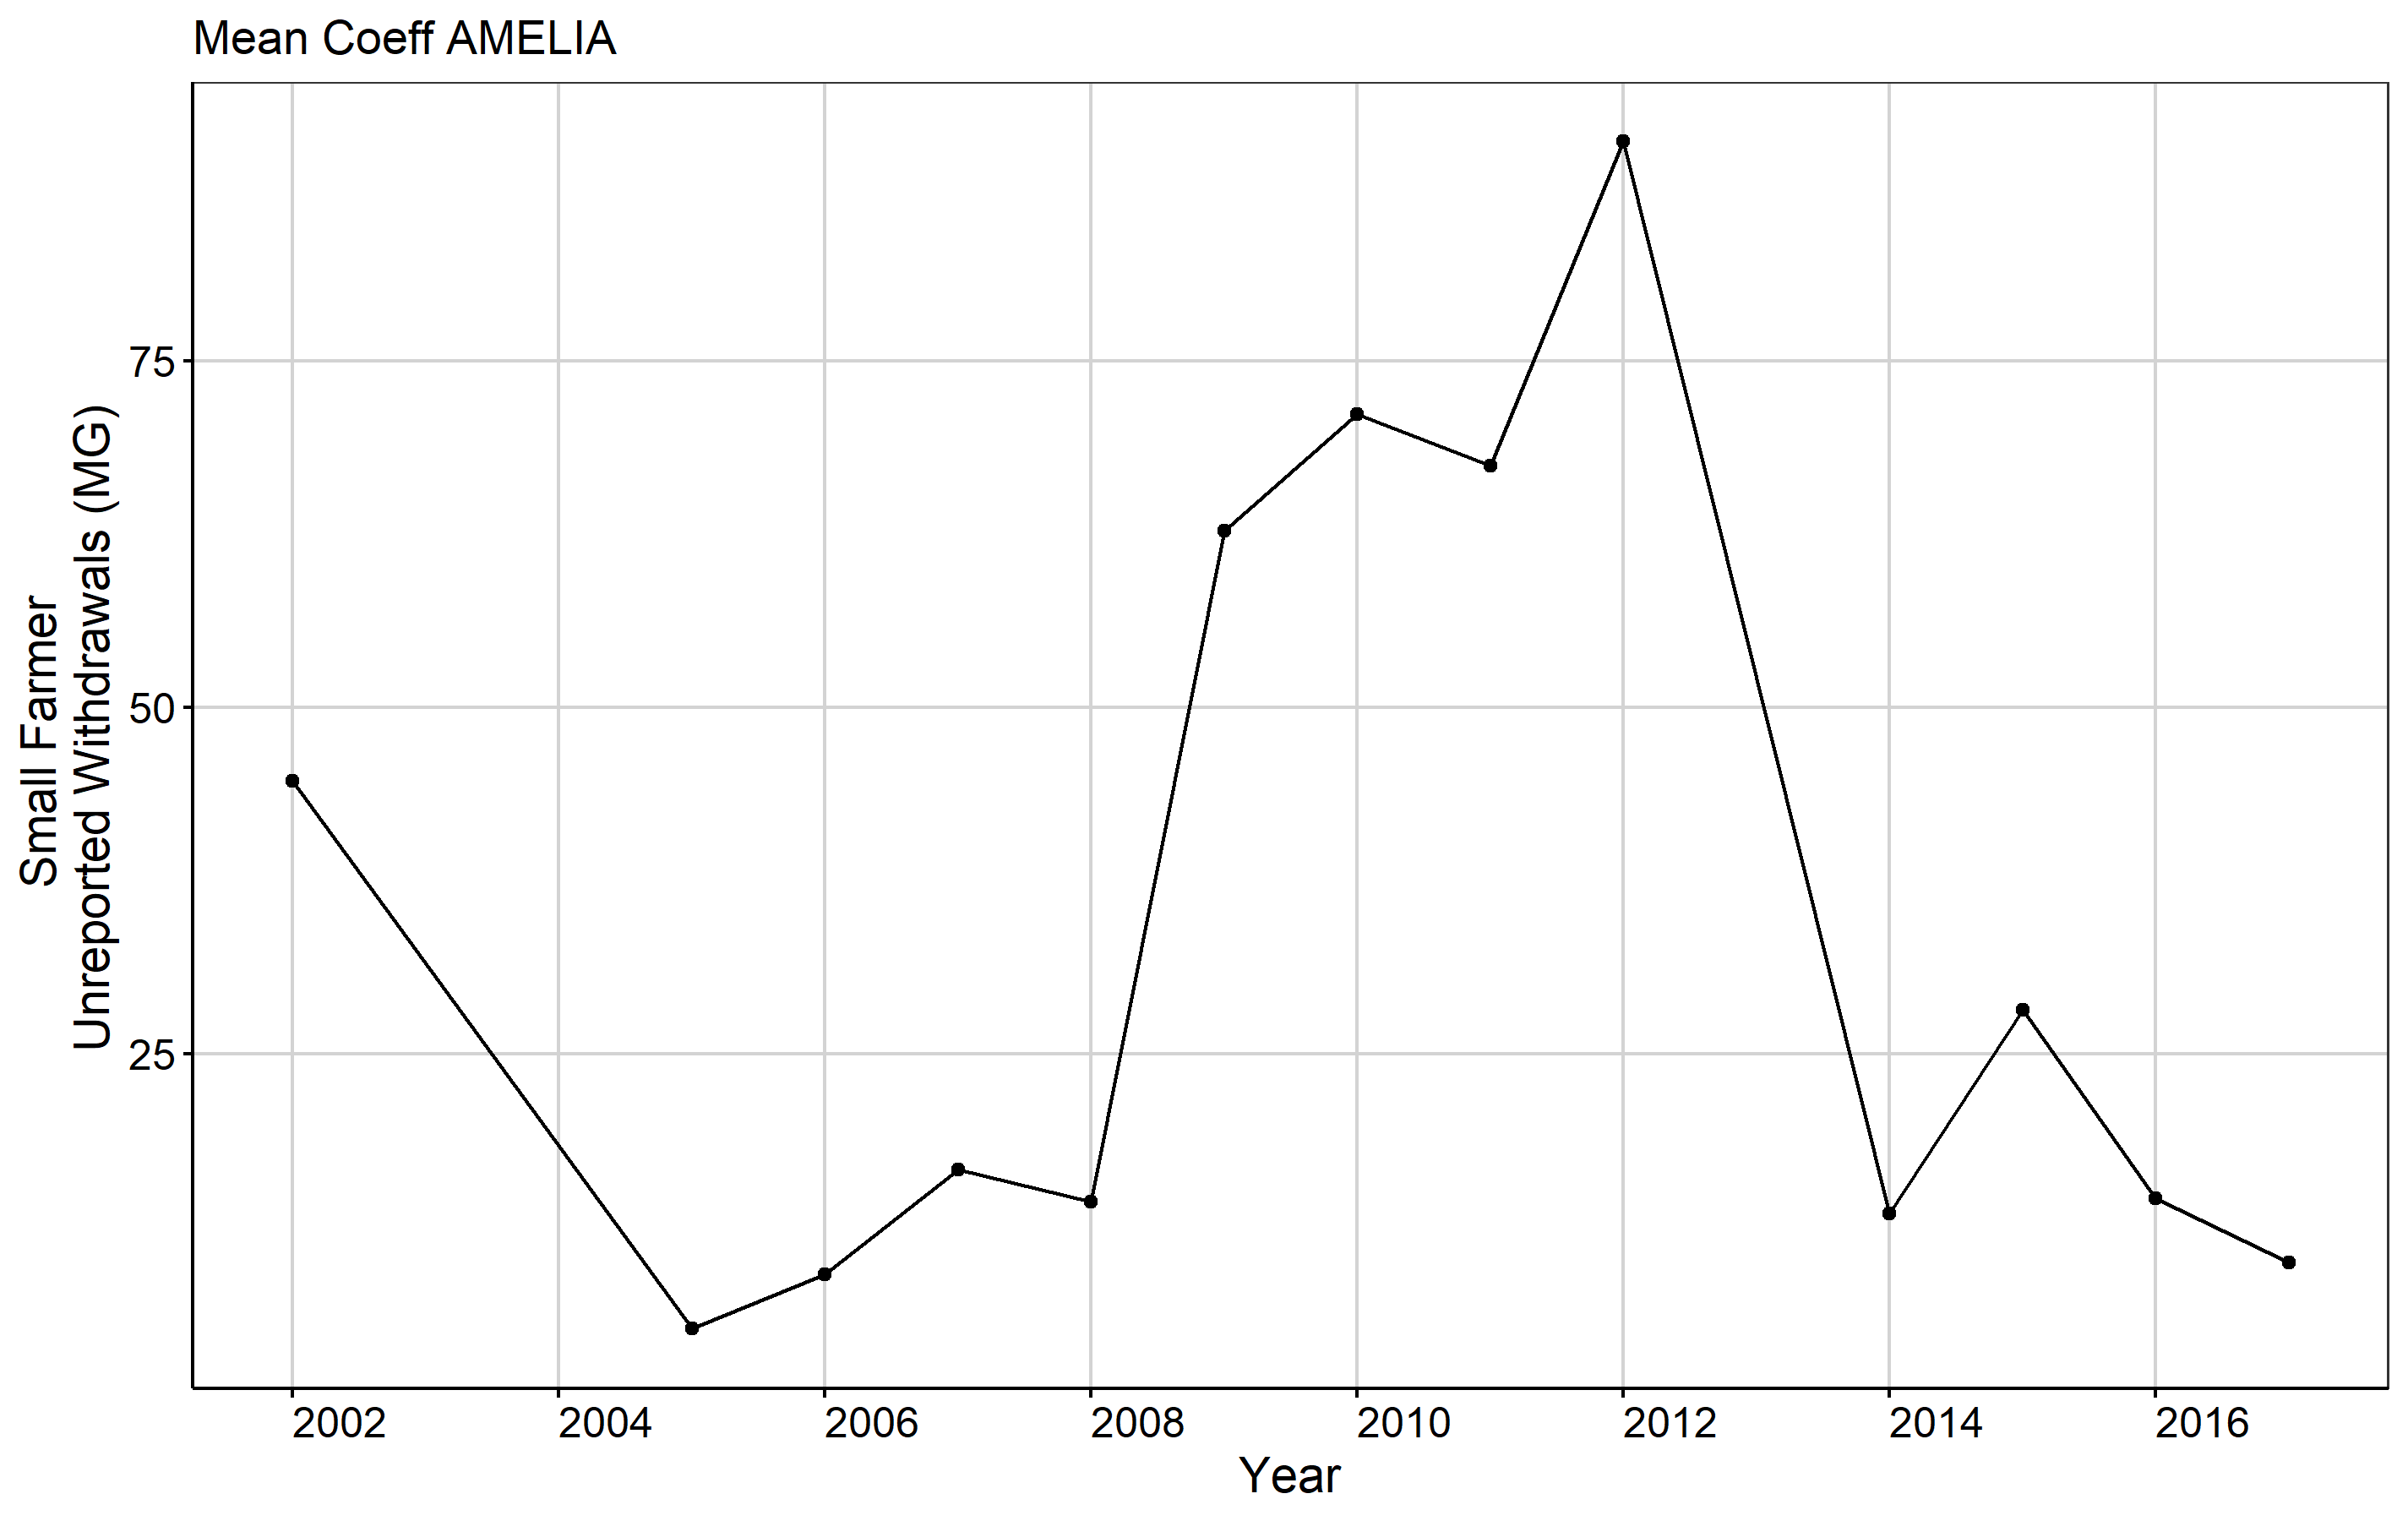 Mean Coeff AMELIA
Small Farmer
Unreported Withdrawals (MG)
75
50
25
2002 2004 2006 2008 2010 2012 2014 2016
Year